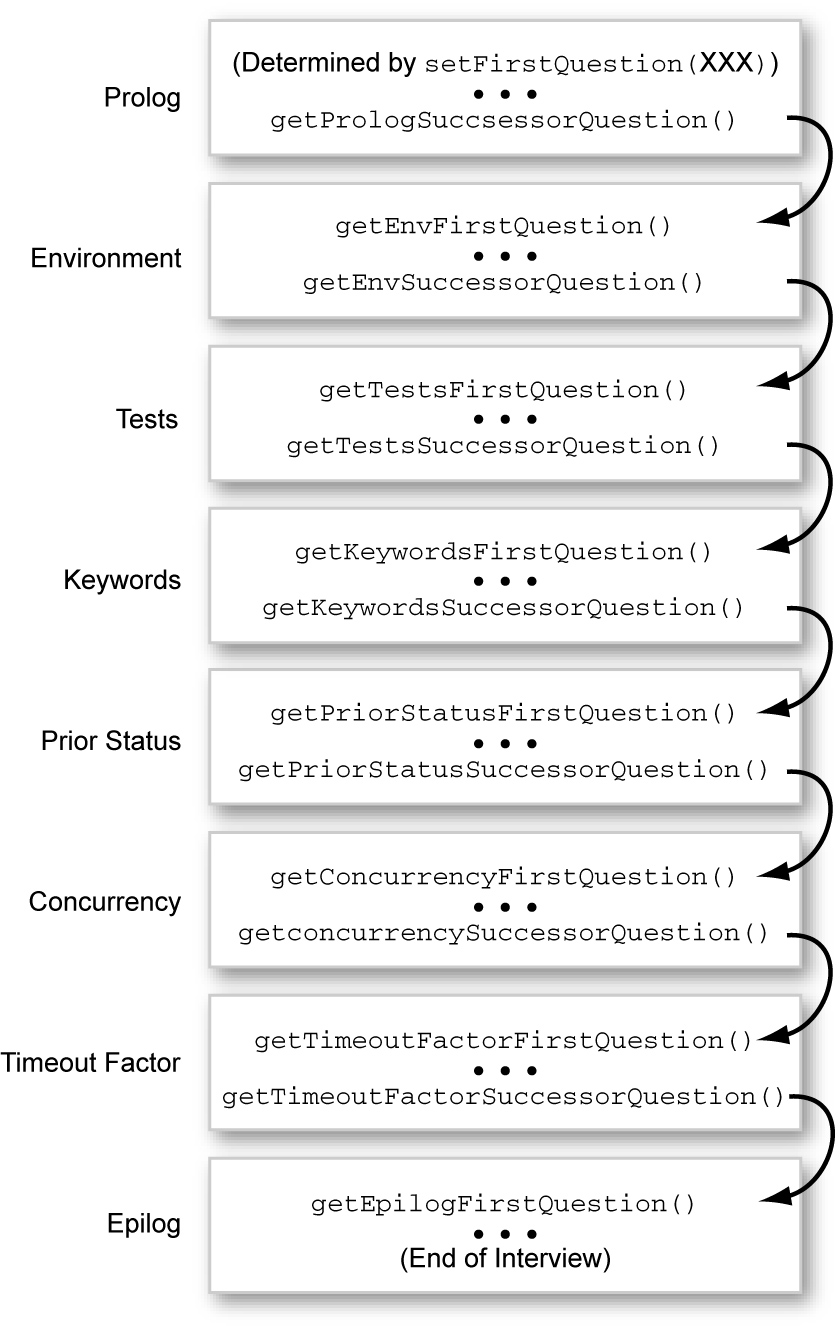 Prolog
(Determined by setFirstQuestion(XXX))
• • •
getPrologSuccsessorQuestion()
Environment
getEnvFirstQuestion()
• • •
getEnvSuccessorQuestion()
Tests
getTestsFirstQuestion()
• • •
getTestsSuccessorQuestion()
Keywords
getKeywordsFirstQuestion()
• • •
getKeywordsSuccessorQuestion()
Prior Status
getPriorStatusFirstQuestion()
• • •
getPriorStatusSuccessorQuestion()
Concurrency
getConcurrencyFirstQuestion()
• • •
getconcurrencySuccessorQuestion()
Timeout Factor
getTimeoutFactorFirstQuestion()
• • •
getTimeoutFactorSuccessorQuestion()
Epilog
getEpilogFirstQuestion()
• • •
(End of Interview)